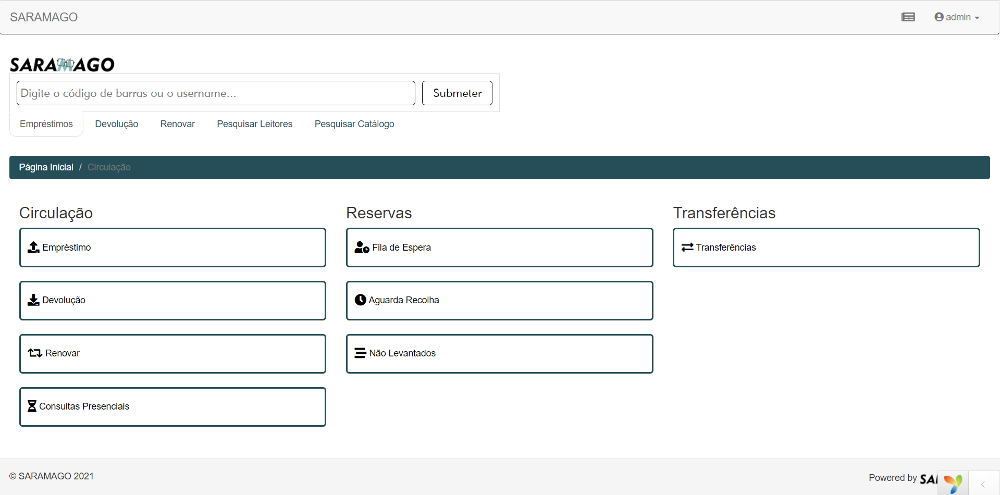 SARAMAGO
admin
SARAMAGO
Digite o código de barras ou o username...
Submeter
Empréstimos
Devolução
Renovar
Pesquisar Leitores
Pesquisar Catálogo
Página Inicial / Circulação
Circulação
Empréstimo
Devolução
Renovar
Consultas Presenciais
Reservas
Fila de Espera
Aguarda Recolha
Não Levantados
Transferências
Transferências
© SARAMAGO 2021
Powered by